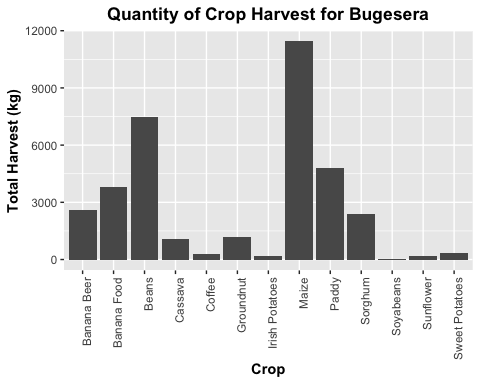 Quantity of Crop Harvest for Bugesera
Total Harvest (kg)
12000
9000
6000
3000
0
Banana Beer
Banana Food
Beans
Cassava
Coffee
Groundnut
Irish Potatoes
Maize
Paddy
Sorghum
Soyabeans
Sunflower
Sweet Potatoes
Crop